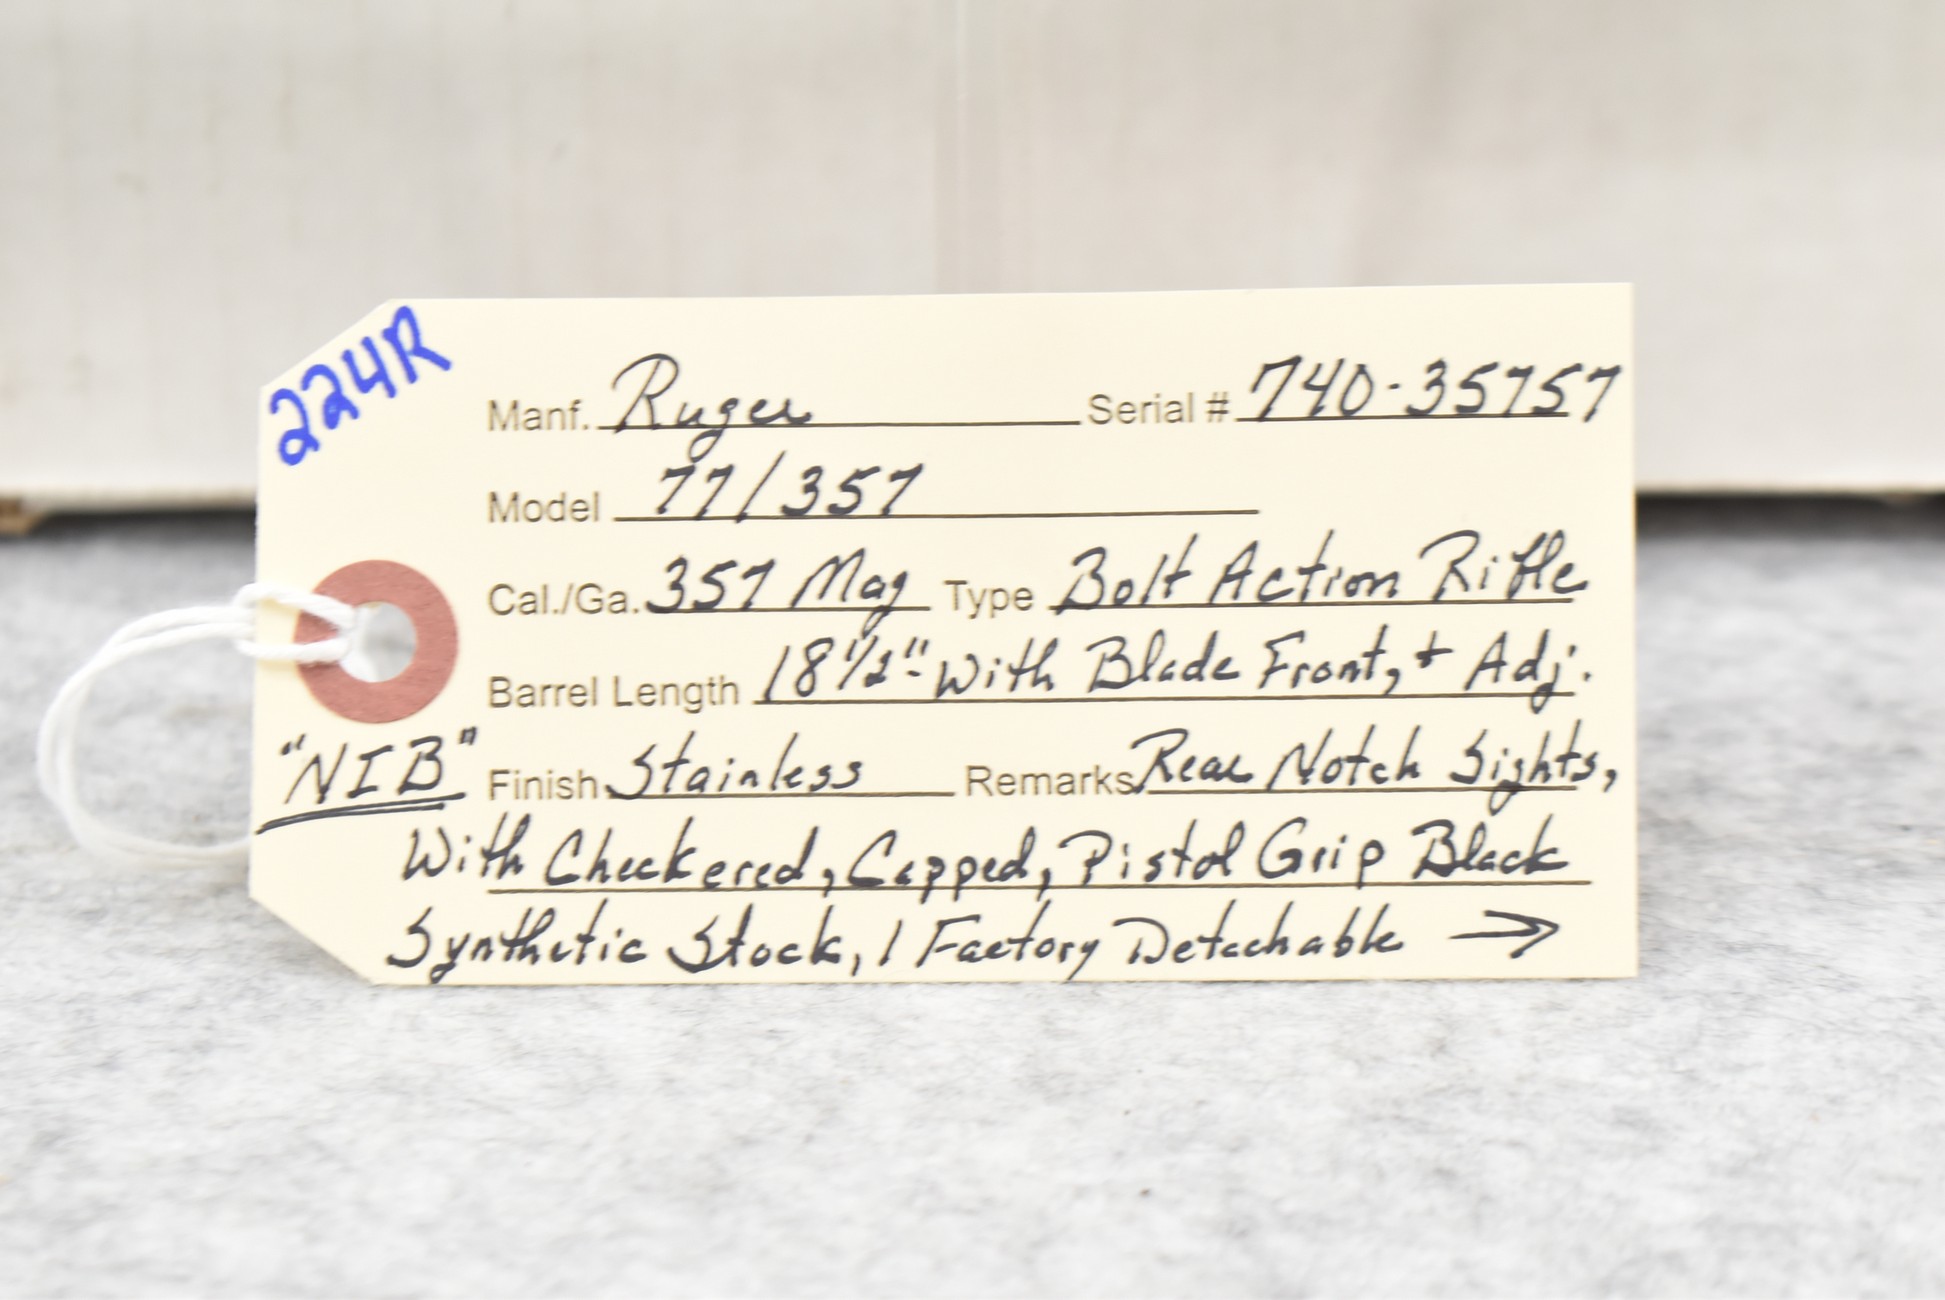 224R
Manf. Ruger Serial # 740-35757
Model 77/357
Cal./Ga. 357 Mag Type Bolt Action Rifle
Barrel Length 18 1/2" With Blade Front, + Adj.
"NIB" Finish Stainless Remarks Rear Notch Sights,
With Checkered, Capped, Pistol Grip Black
Synthetic Stock, 1 Factory Detachable →